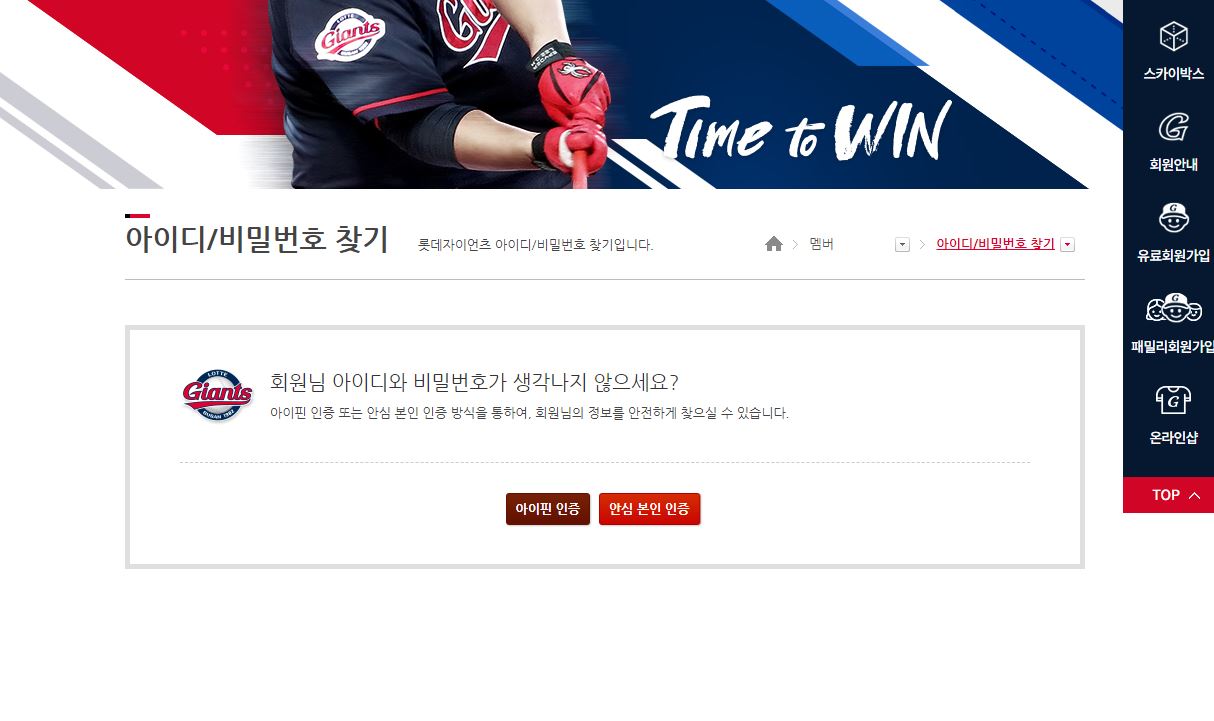 Giants
Time to WIN
스카이박스
회원안내
유료회원가입
패밀리회원가입
온라인샵
TOP
아이디/비밀번호 찾기
롯데자이언츠 아이디/비밀번호 찾기입니다.
멤버
아이디/비밀번호 찾기
LOTTE
Giants
BUSAN 1982
회원님 아이디와 비밀번호가 생각나지 않으세요?
아이핀 인증 또는 안심 본인 인증 방식을 통하여, 회원님의 정보를 안전하게 찾으실 수 있습니다.
아이핀 인증
안심 본인 인증